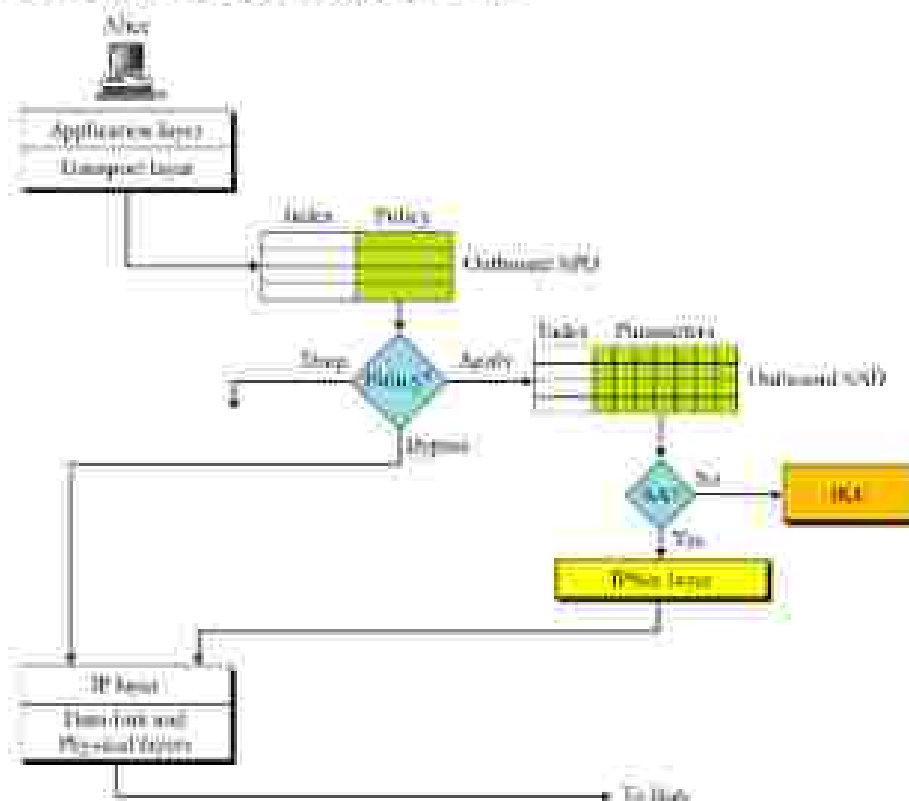 Alice
Application layer
Transport layer
Index Policy
Outbound SPD
Index Parameters
Drop
Policy?
Apply
Outbound SAD
Bypass
SA?
No
IKE
Yes
IPSec layer
IP layer
Data-link and
Physical layers
To Bob